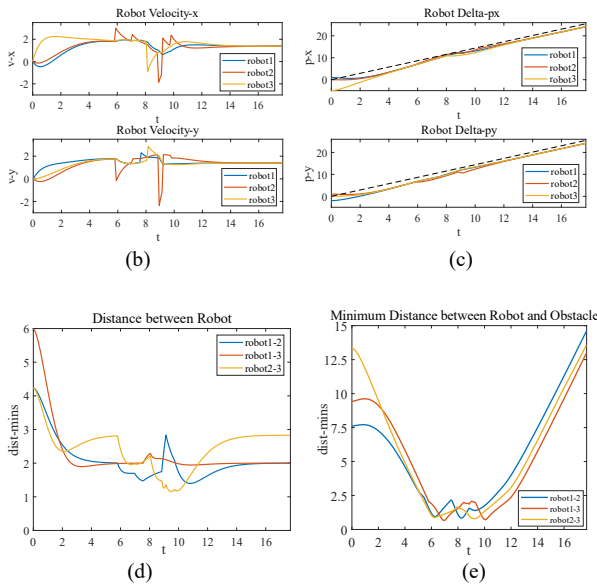 Robot Velocity-x
v-x
2
0
-2
robot1
robot2
robot3
0 2 4 6 8 10 12 14 16
t
Robot Velocity-y
v-y
2
0
-2
robot1
robot2
robot3
0 2 4 6 8 10 12 14 16
t
(b)
Robot Delta-px
p-x
20
10
0
robot1
robot2
robot3
0 2 4 6 8 10 12 14 16
t
Robot Delta-py
p-y
20
10
0
robot1
robot2
robot3
0 2 4 6 8 10 12 14 16
t
(c)
Distance between Robot
dist-mins
6
5
4
3
2
1
0
robot1-2
robot1-3
robot2-3
0 2 4 6 8 10 12 14 16
t
(d)
Minimum Distance between Robot and Obstacle
dist-mins
15
12.5
10
7.5
5
2.5
0
robot1-2
robot1-3
robot2-3
0 2 4 6 8 10 12 14 16
t
(e)